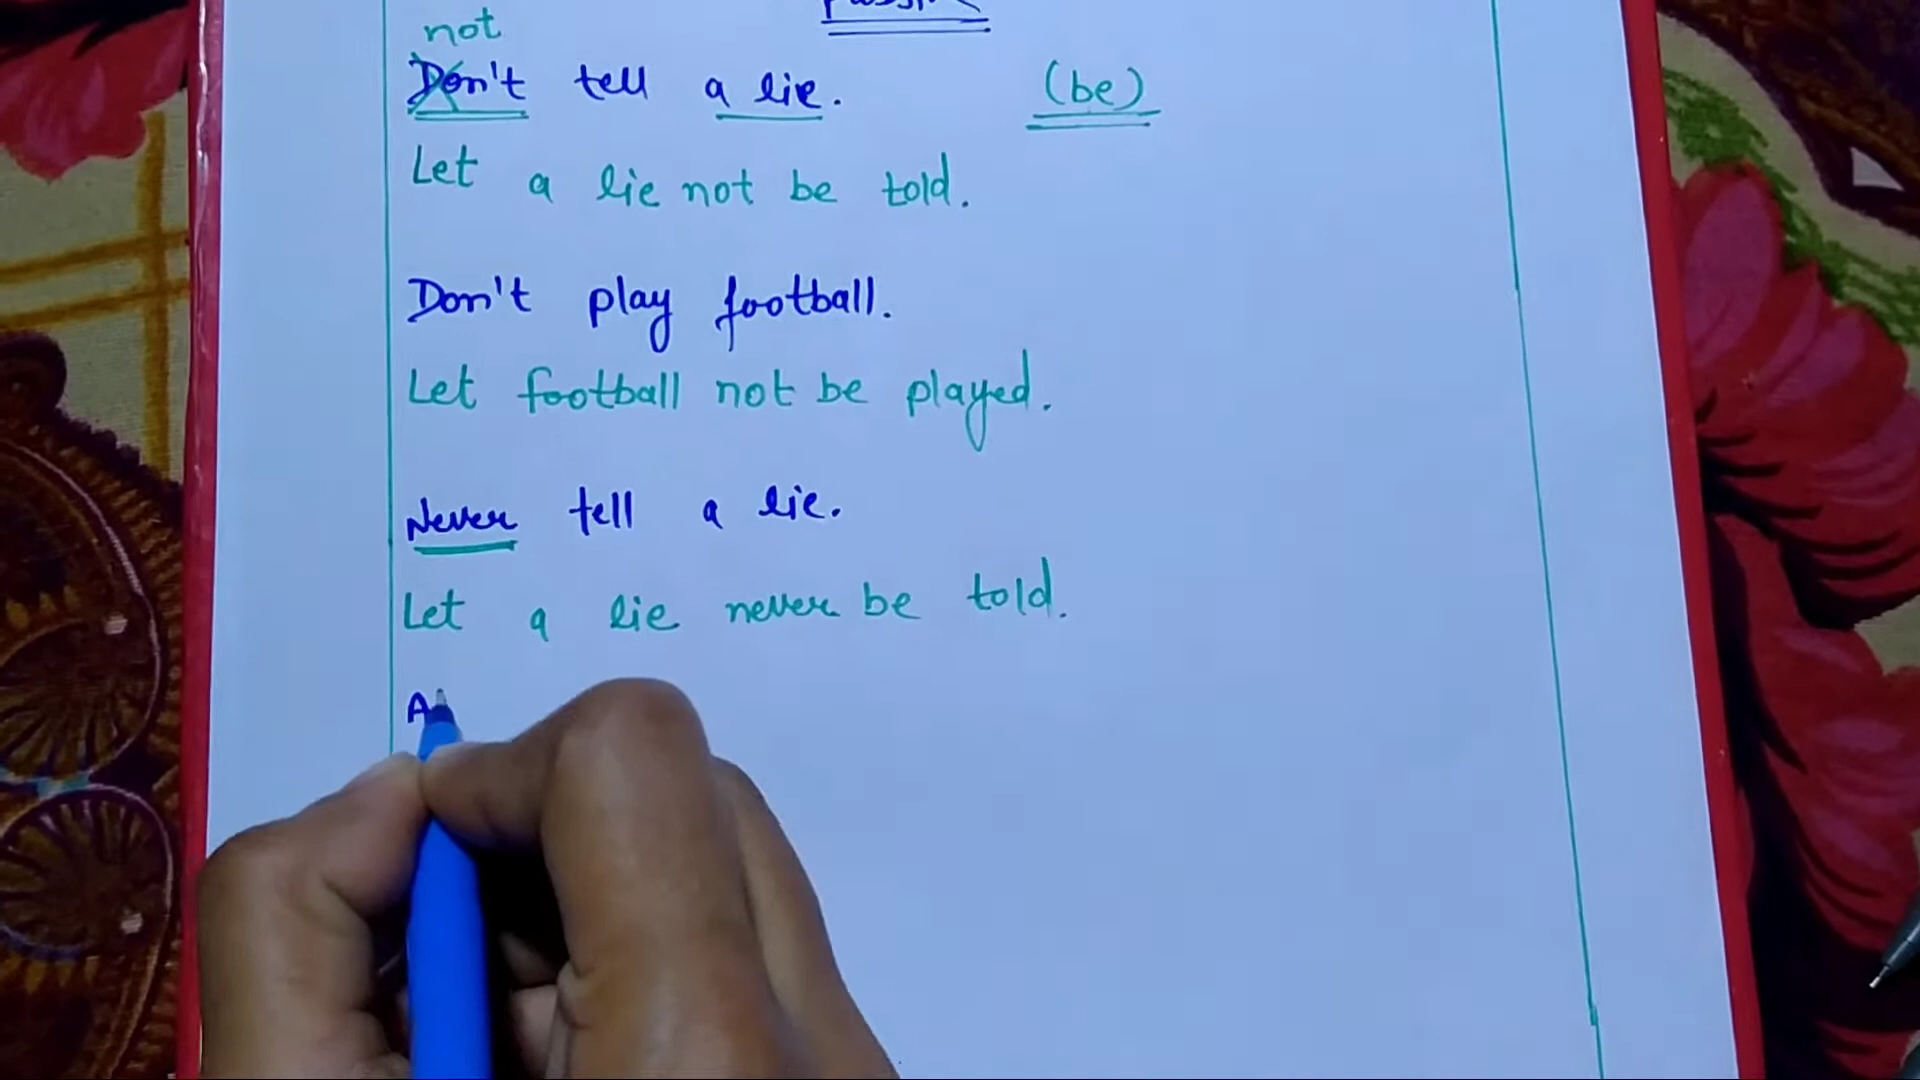 not
Don't tell a lie. (be)
Let a lie not be told.
Don't play football.
Let football not be played.
Never tell a lie.
Let a lie never be told.
A